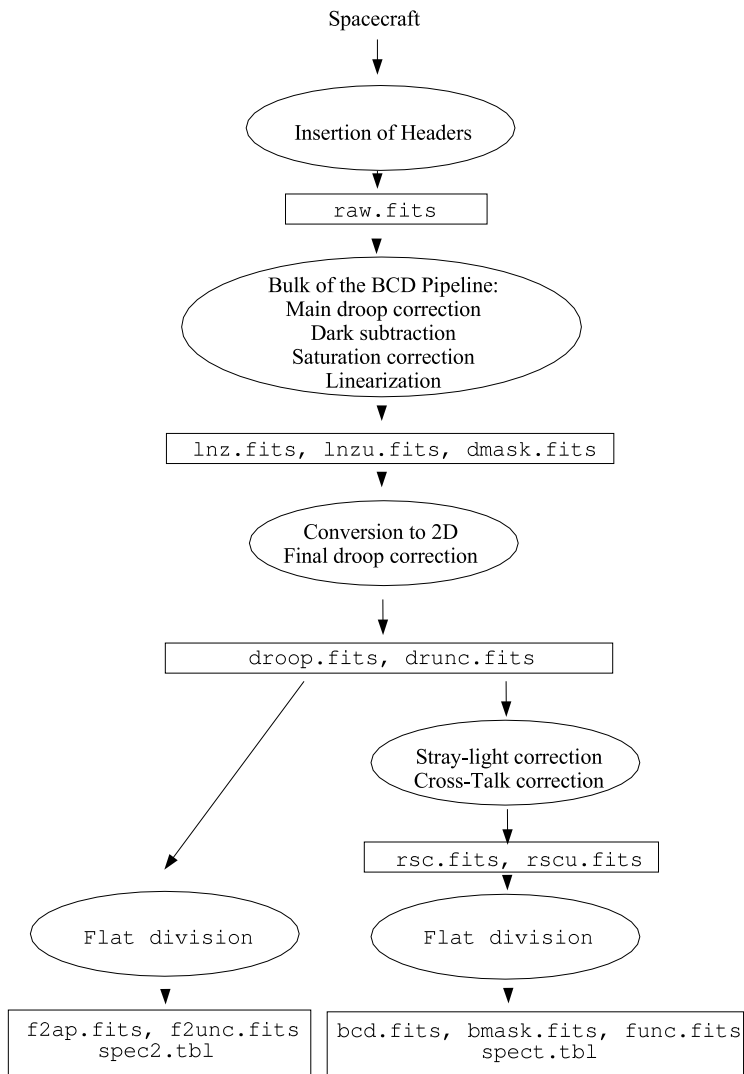 Spacecraft
Insertion of Headers
raw.fits
Bulk of the BCD Pipeline:
Main droop correction
Dark subtraction
Saturation correction
Linearization
lnz.fits, lnzu.fits, dmask.fits
Conversion to 2D
Final droop correction
droop.fits, drunc.fits
Stray-light correction
Cross-Talk correction
rsc.fits, rscu.fits
Flat division
Flat division
f2ap.fits, f2unc.fits
spec2.tbl
bcd.fits, bmask.fits, func.fits
spect.tbl